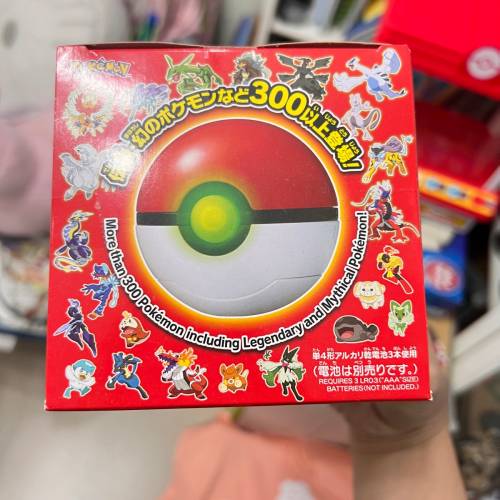 POKÉMON
幻のポケモンなど300以上登場!
More than 300 Pokémon including Legendary and Mythical Pokémon!
単4形アルカリ乾電池3本使用
(電池は別売りです。)
REQUIRES 3 LR03 ("AAA" SIZE)
BATTERIES (NOT INCLUDED.)